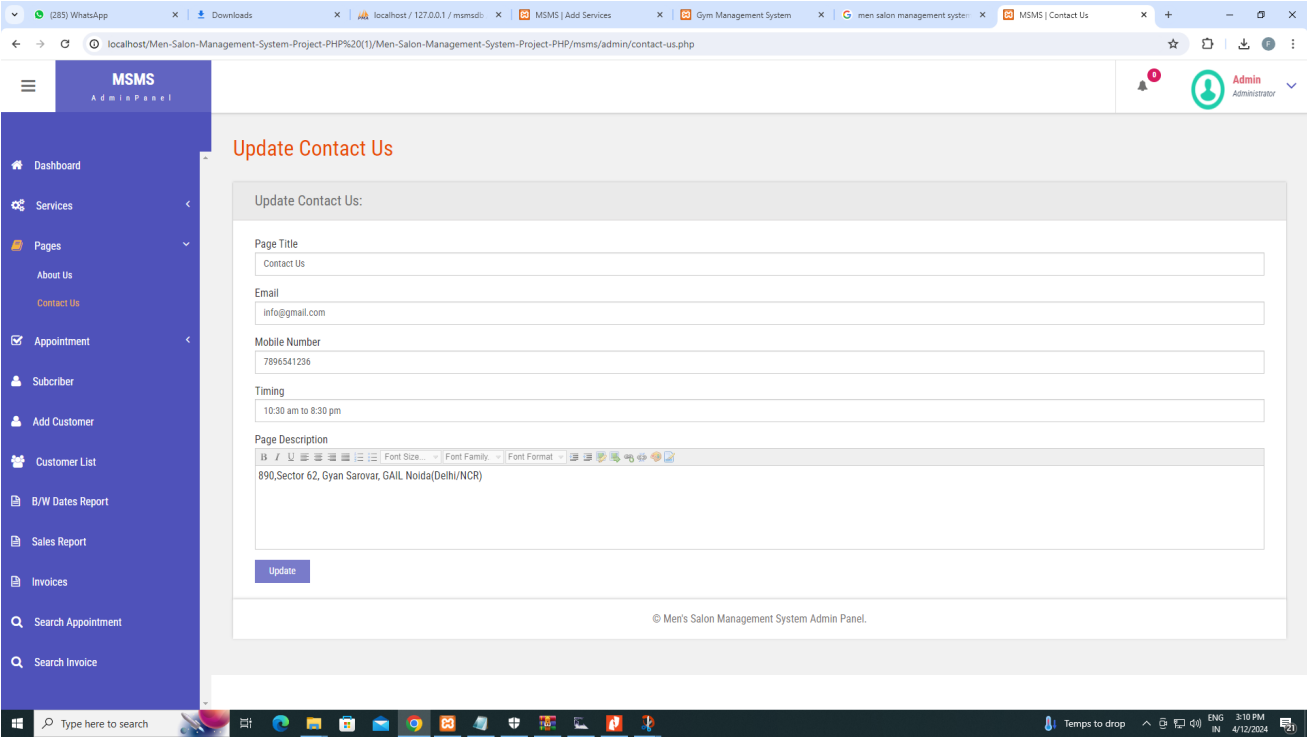 (285) WhatsApp
Downloads
localhost / 127.0.0.1 / msmsdb
MSMS | Add Services
Gym Management System
men salon management system
MSMS | Contact Us
localhost/Men-Salon-Management-System-Project-PHP%20(1)/Men-Salon-Management-System-Project-PHP/msms/admin/contact-us.php
F
MSMS
AdminPanel
0
Admin
Administrator
Dashboard
Services
Pages
About Us
Contact Us
Appointment
Subcriber
Add Customer
Customer List
B/W Dates Report
Sales Report
Invoices
Search Appointment
Search Invoice
Update Contact Us
Update Contact Us:
Page Title
Contact Us
Email
info@gmail.com
Mobile Number
7896541236
Timing
10:30 am to 8:30 pm
Page Description
B I U Font Size... Font Family. Font Format
890,Sector 62, Gyan Sarovar, GAIL Noida(Delhi/NCR)
Update
© Men's Salon Management System Admin Panel.
Type here to search
Temps to drop
ENG
IN
3:10 PM
4/12/2024
21